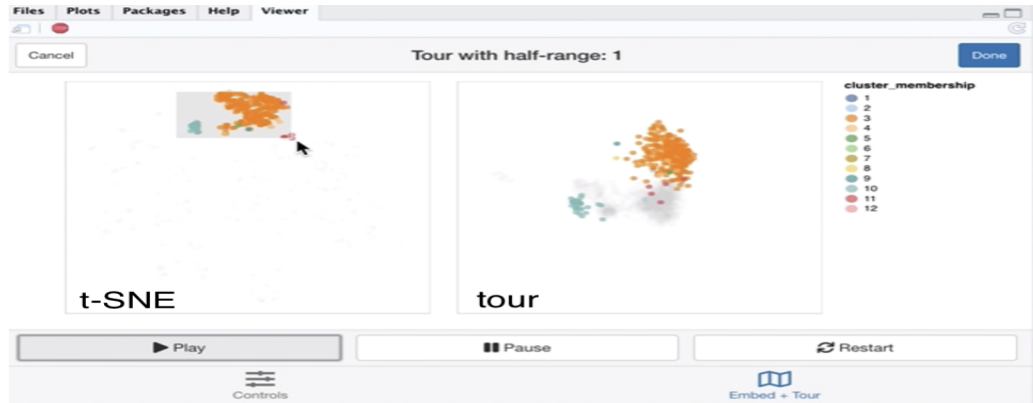 Files Plots Packages Help Viewer
Cancel Tour with half-range: 1 Done
cluster_membership
1
2
3
4
5
6
7
8
9
10
11
12
t-SNE tour
Play Pause Restart
Controls Embed + Tour